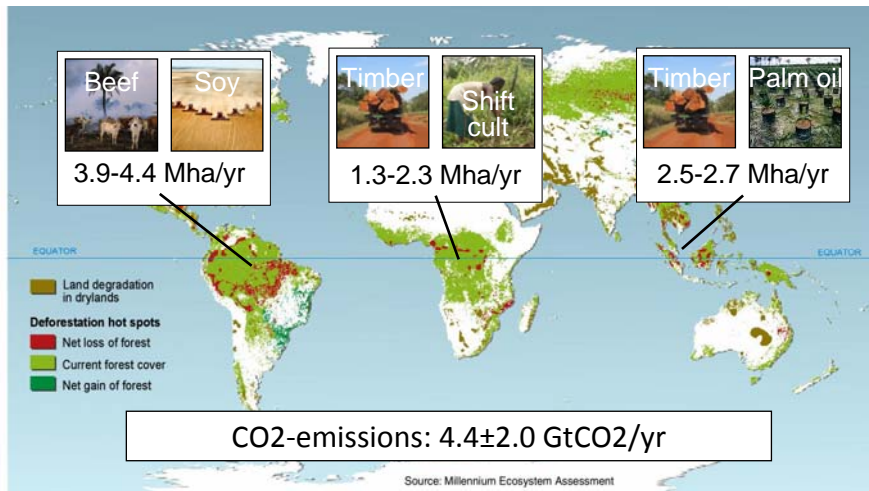 Beef
Soy
3.9-4.4 Mha/yr
Timber
Shift
cult
1.3-2.3 Mha/yr
Timber
Palm oil
2.5-2.7 Mha/yr
EQUATOR
EQUATOR
Land degradation
in drylands
Deforestation hot spots
Net loss of forest
Current forest cover
Net gain of forest
CO2-emissions: 4.4±2.0 GtCO2/yr
Source: Millennium Ecosystem Assessment